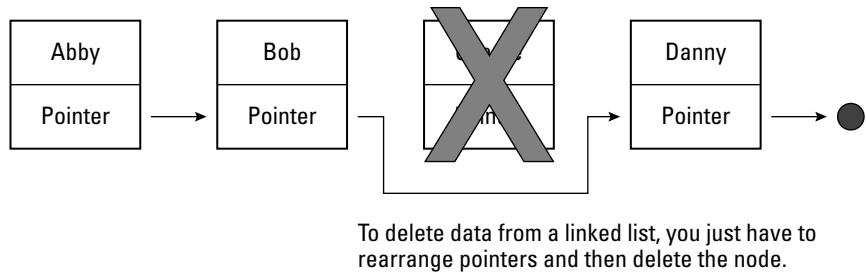 Abby
Bob
Danny
Pointer
Pointer
Pointer
To delete data from a linked list, you just have to
rearrange pointers and then delete the node.